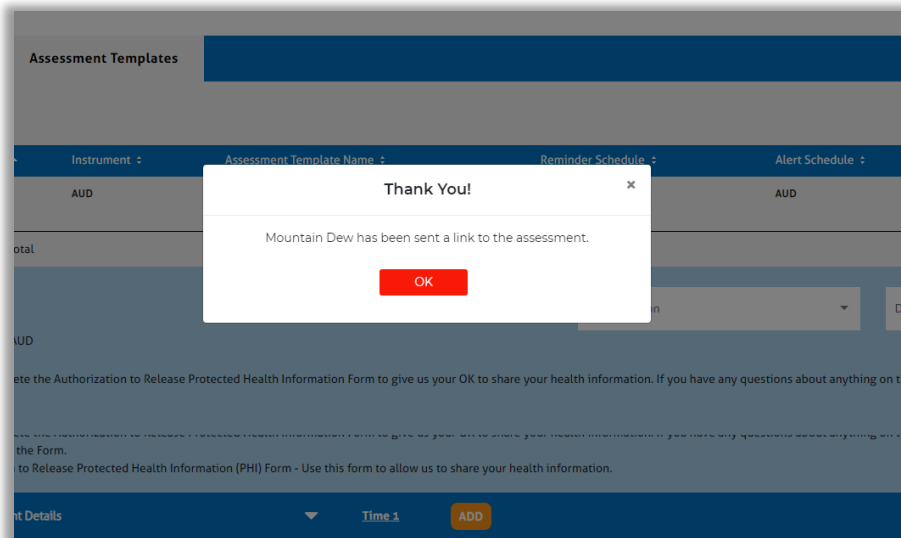 Assessment Templates
Instrument Assessment Template Name Reminder Schedule Alert Schedule
AUD AUD
Thank You! ×
Mountain Dew has been sent a link to the assessment.
OK
otal
AUD
ete the Authorization to Release Protected Health Information Form to give us your OK to share your health information. If you have any questions about anything on t
the Form.
to Release Protected Health Information (PHI) Form - Use this form to allow us to share your health information.
nt Details Time 1 ADD